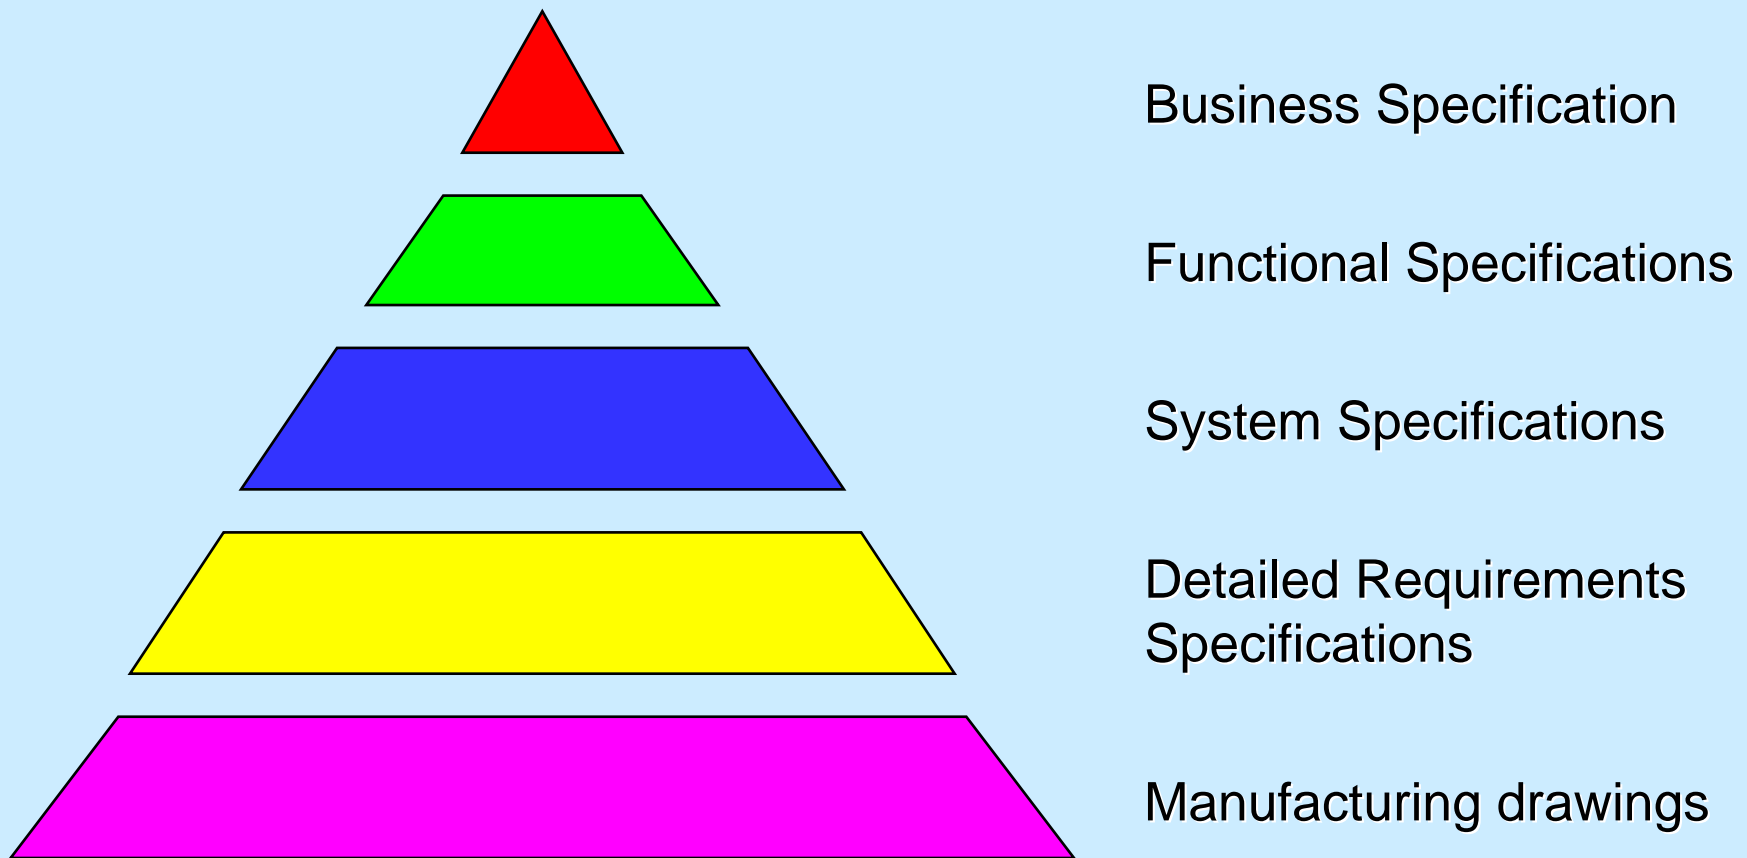 Business Specification
Functional Specifications
System Specifications
Detailed Requirements
Specifications
Manufacturing drawings